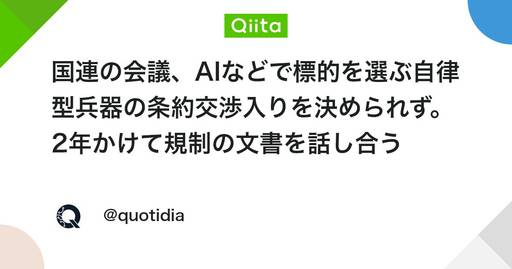 Qiita
国連の会議、AIなどで標的を選ぶ自律
型兵器の条約交渉入りを決められず。
2年かけて規制の文書を話し合う
@quotidia